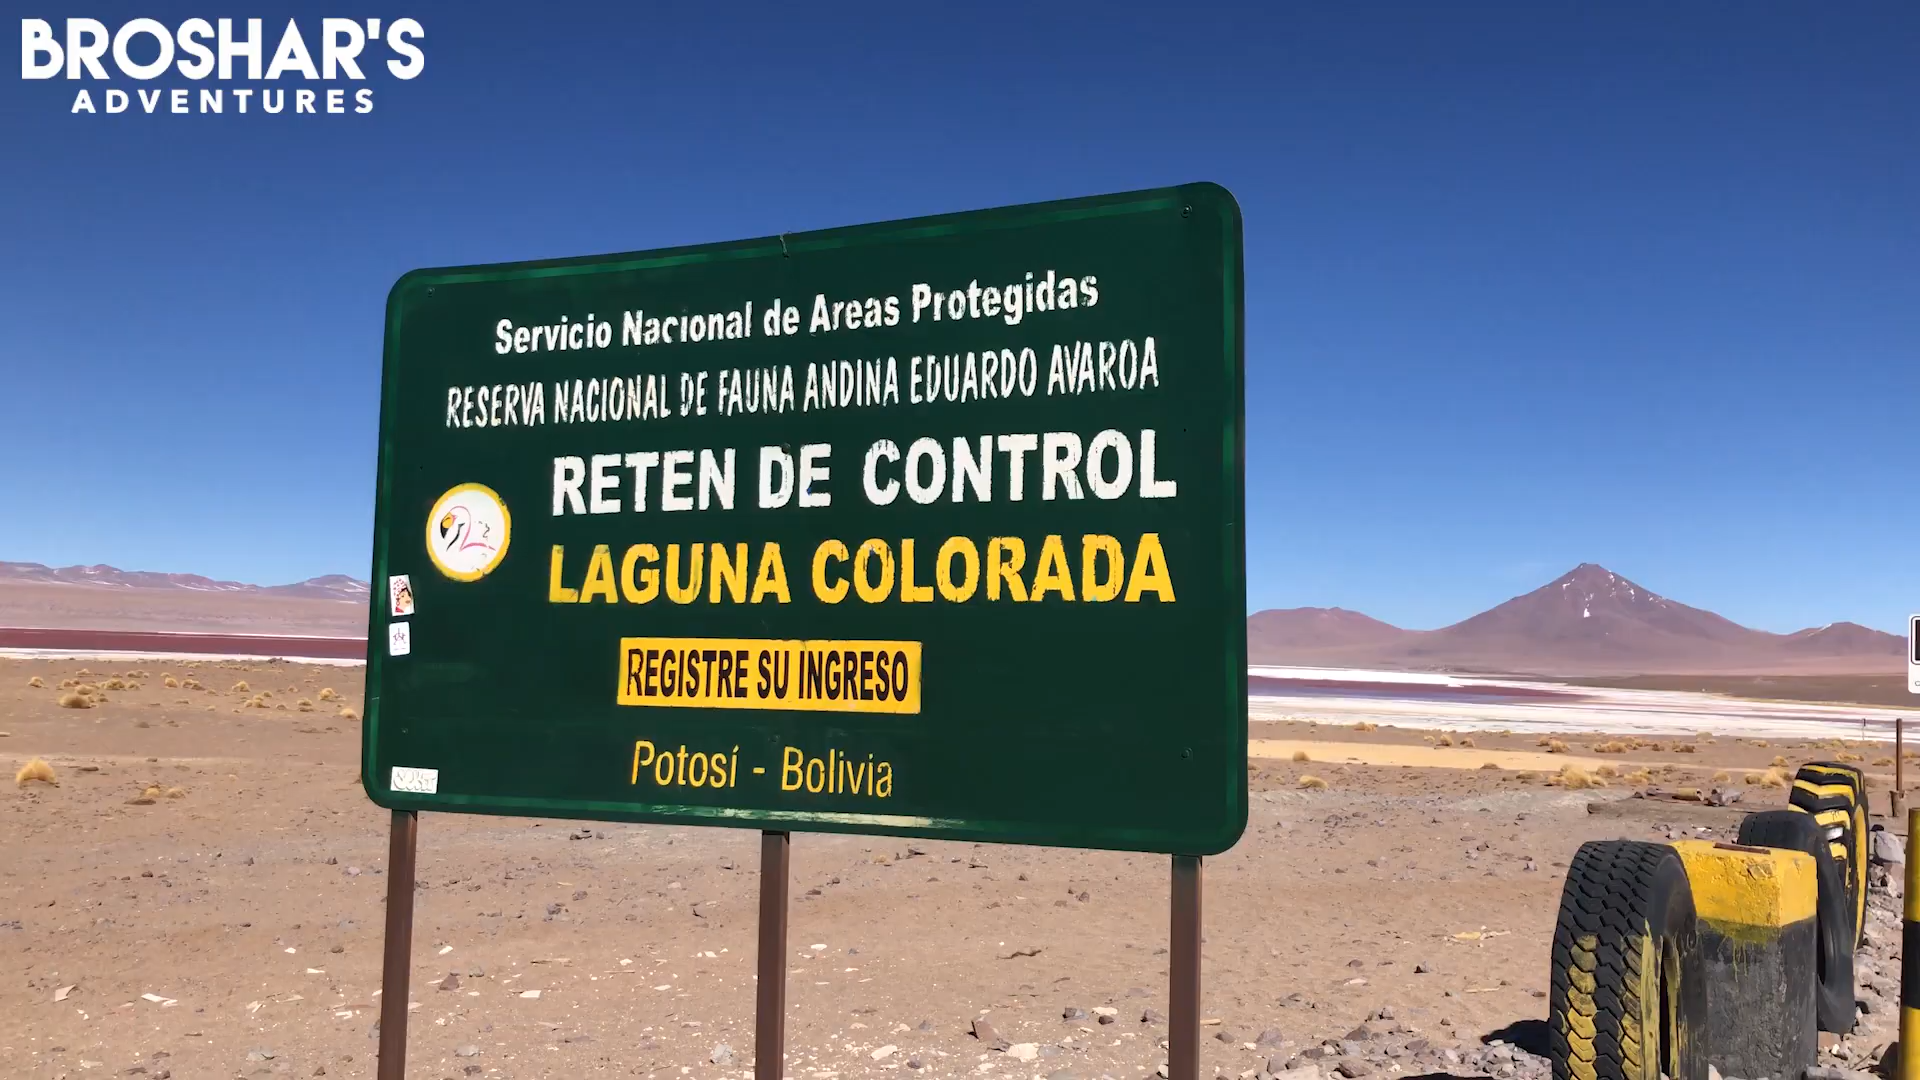 BROSHAR'S
ADVENTURES
Servicio Nacional de Areas Protegidas
RESERVA NACIONAL DE FAUNA ANDINA EDUARDO AVAROA
RETEN DE CONTROL
LAGUNA COLORADA
REGISTRE SU INGRESO
Potosí - Bolivia